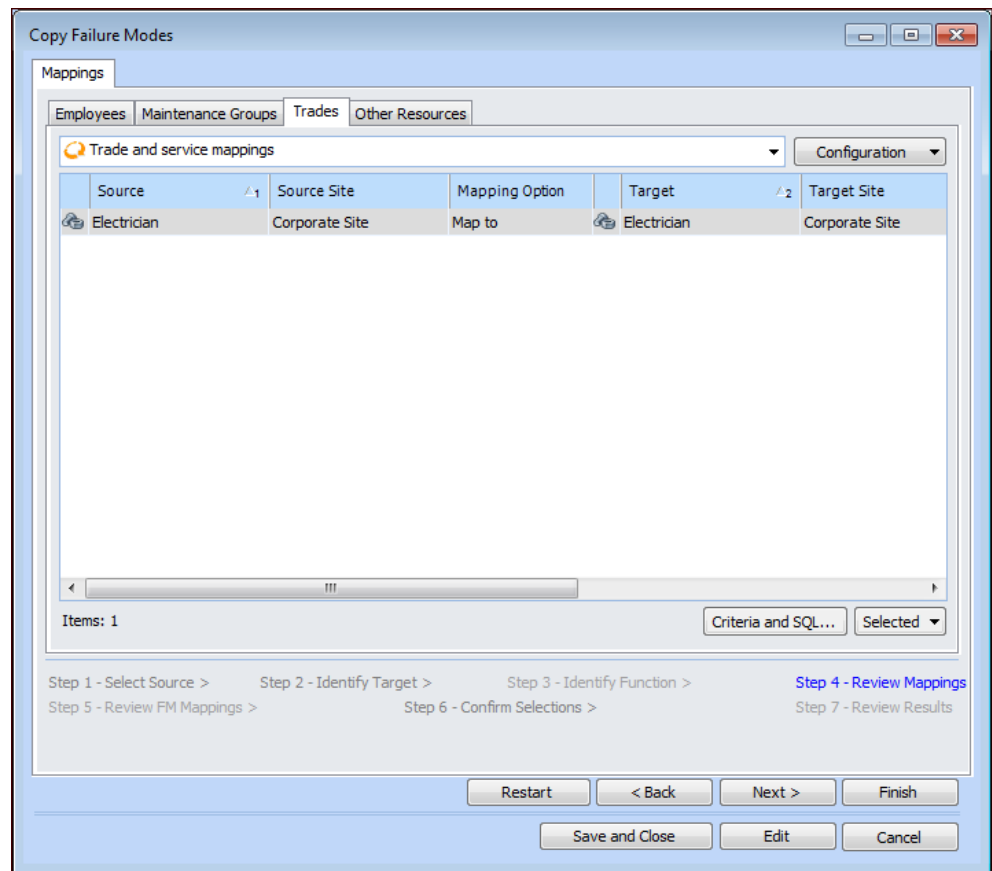 Copy Failure Modes
Mappings
Employees Maintenance Groups Trades Other Resources
Trade and service mappings Configuration
Source 1 Source Site Mapping Option Target 2 Target Site
Electrician Corporate Site Map to Electrician Corporate Site
Items: 1 Criteria and SQL... Selected
Step 1 - Select Source > Step 2 - Identify Target > Step 3 - Identify Function > Step 4 - Review Mappings
Step 5 - Review FM Mappings > Step 6 - Confirm Selections > Step 7 - Review Results
Restart < Back Next > Finish
Save and Close Edit Cancel